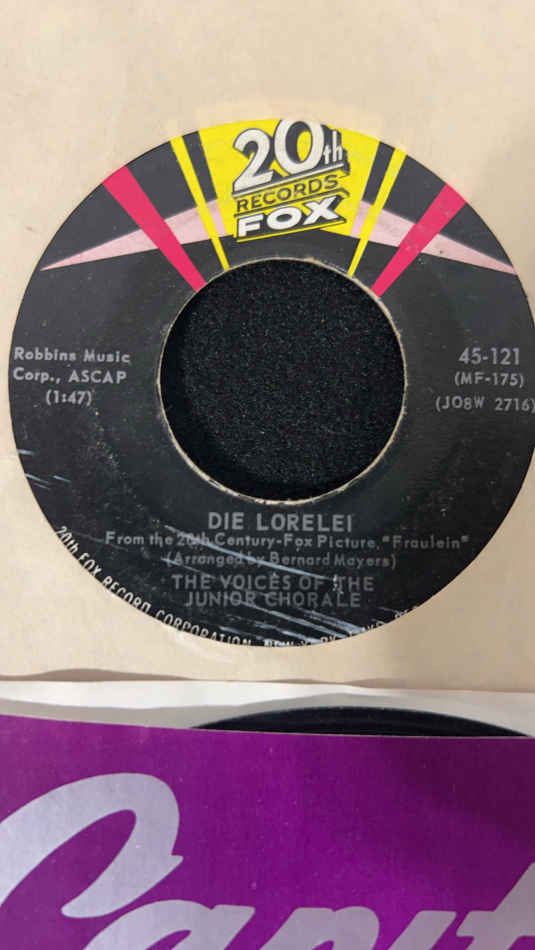 20th
RECORDS
FOX
Robbins Music
Corp., ASCAP
(1:47)
45-121
(MF-175)
(JO8W 2716)
DIE LORELEI
From the 20th Century-Fox Picture, "Fraulein"
(Arranged by Bernard Mayers)
THE VOICES OF THE
JUNIOR CHORALE
20th FOX RECORD CORPORATION, NEW YORK